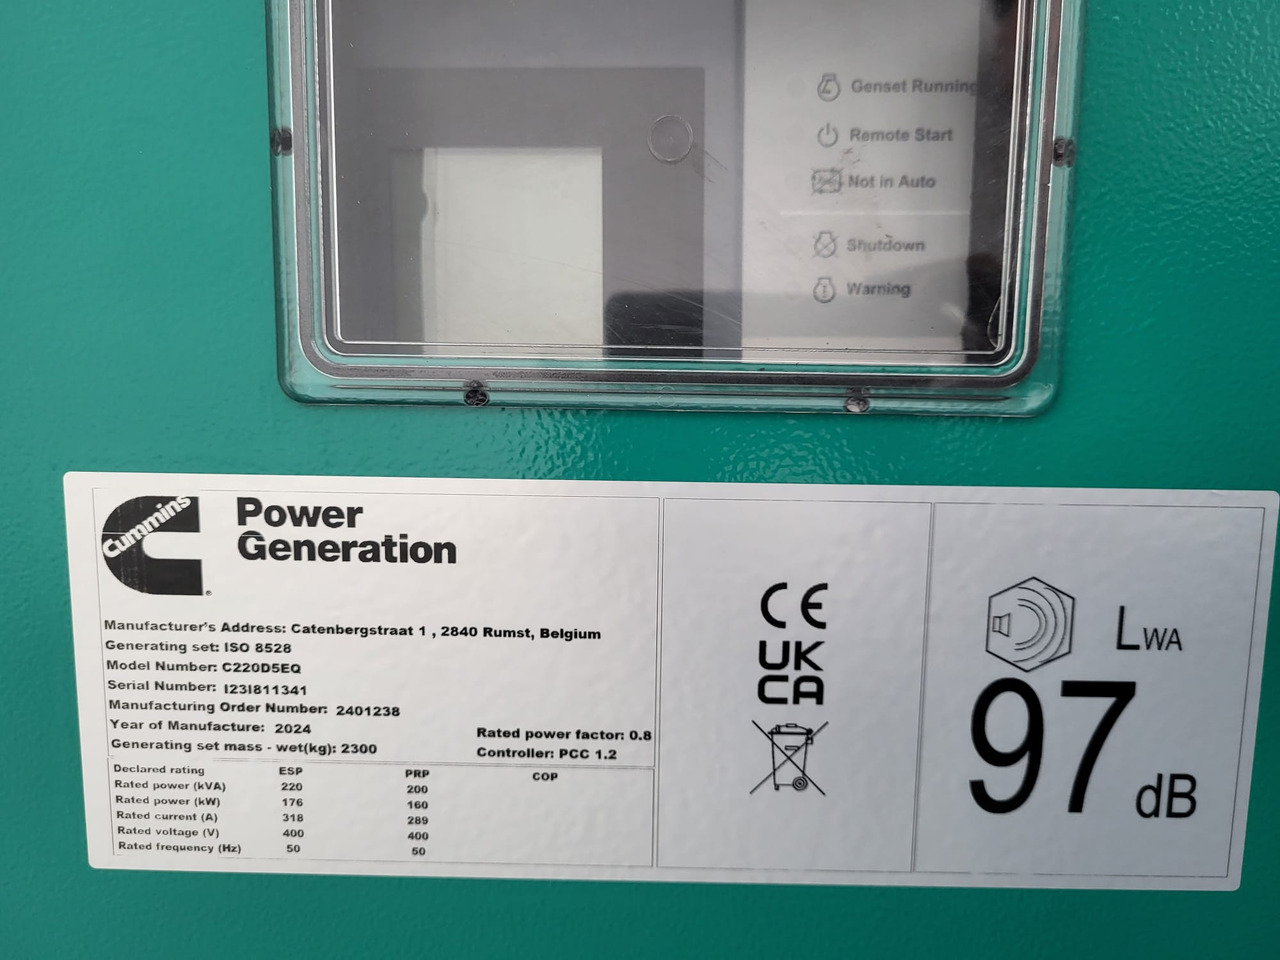 Genset Running
Remote Start
Not in Auto
Shutdown
Warning
Cummins
Power
Generation
Manufacturer's Address: Catenbergstraat 1 , 2840 Rumst, Belgium
Generating set: ISO 8528
Model Number: C220D5EQ
Serial Number: I23I811341
Manufacturing Order Number: 2401238
Year of Manufacture: 2024
Rated power factor: 0.8
Generating set mass - wet(kg): 2300
Controller: PCC 1.2
Declared rating ESP PRP COP
Rated power (kVA) 220 200
Rated power (kW) 176 160
Rated current (A) 318 289
Rated voltage (V) 400 400
Rated frequency (Hz) 50 50
CE
UK
CA
LWA
97 dB